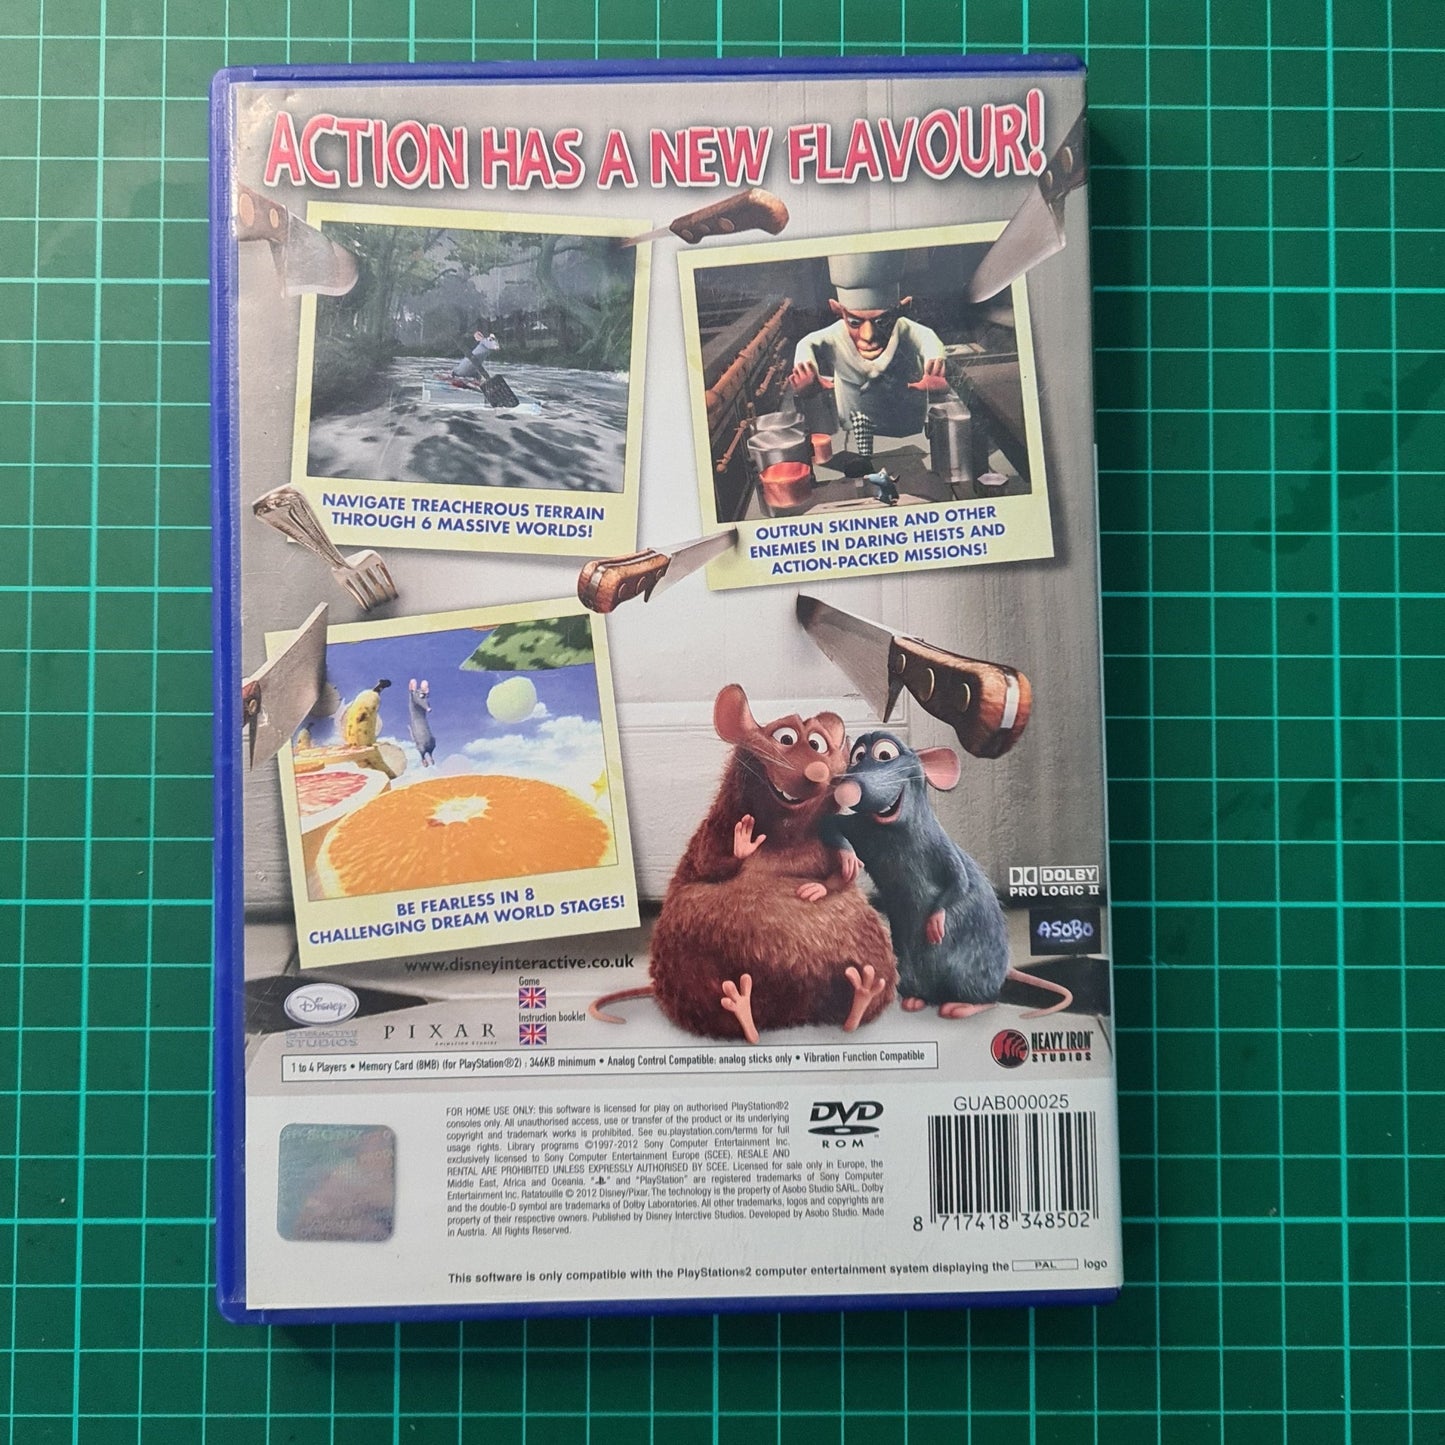 ACTION HAS A NEW FLAVOUR!
NAVIGATE TREACHEROUS TERRAIN
THROUGH 6 MASSIVE WORLDS!
OUTRUN SKINNER AND OTHER
ENEMIES IN DARING HEISTS AND
ACTION-PACKED MISSIONS!
BE FEARLESS IN 8
CHALLENGING DREAM WORLD STAGES!
DOLBY
PRO LOGIC II
ASOBO
www.disneyinteractive.co.uk
Game
Instruction booklet
Disney
INTERACTIVE
STUDIOS
PIXAR
ANIMATION STUDIOS
HEAVY IRON
STUDIOS
1 to 4 Players • Memory Card (8MB) (for PlayStation®2) : 346KB minimum • Analog Control Compatible: analog sticks only • Vibration Function Compatible
FOR HOME USE ONLY: this software is licensed for play on authorised PlayStation®2
consoles only. All unauthorised access, use or transfer of the product or its underlying
copyright and trademark works is prohibited. See eu.playstation.com/terms for full
usage rights. Library programs ©1997-2012 Sony Computer Entertainment Inc.
exclusively licensed to Sony Computer Entertainment Europe (SCEE). RESALE AND
RENTAL ARE PROHIBITED UNLESS EXPRESSLY AUTHORISED BY SCEE. Licensed for sale only in Europe, the
Middle East, Africa and Oceania. " " and "PlayStation" are registered trademarks of Sony Computer
Entertainment Inc. Ratatouille © 2012 Disney/Pixar. The technology is the property of Asobo Studio SARL. Dolby
and the double-D symbol are trademarks of Dolby Laboratories. All other trademarks, logos and copyrights are
property of their respective owners. Published by Disney Interctive Studios. Developed by Asobo Studio. Made
in Austria. All Rights Reserved.
DVD
ROM
GUAB000025
8 717418 348502
SONY
This software is only compatible with the PlayStation®2 computer entertainment system displaying the PAL logo